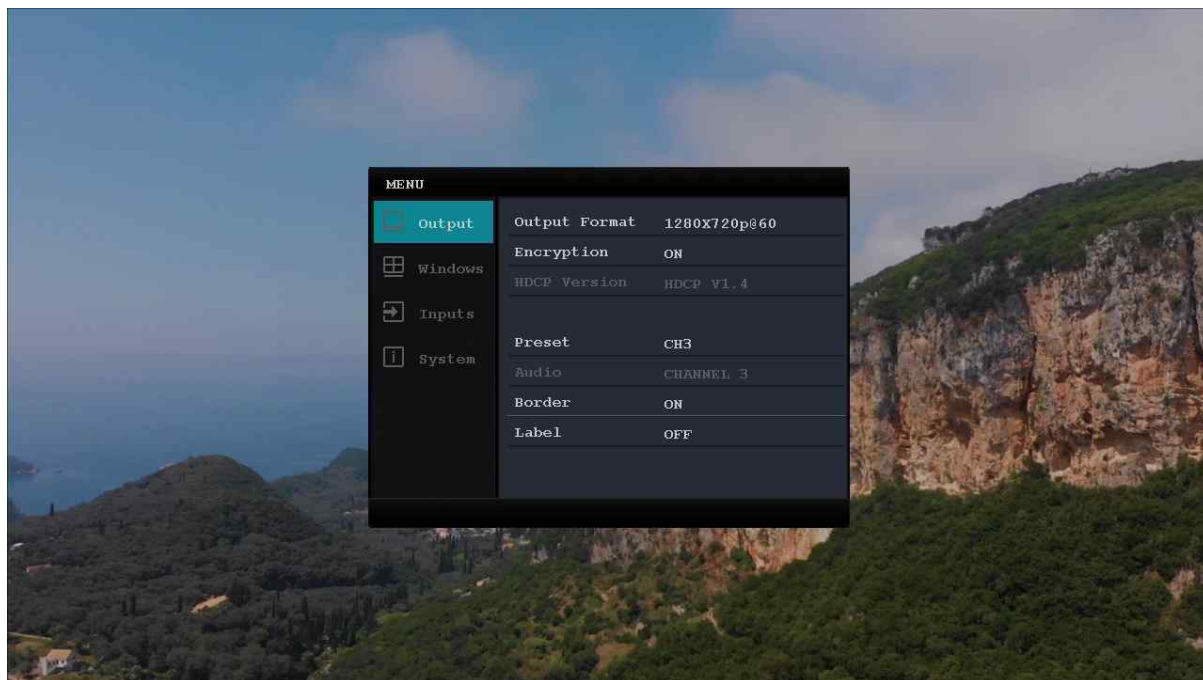 MENU
Output
Windows
Inputs
System
Output Format 1280X720p@60
Encryption ON
HDCP Version HDCP V1.4
Preset CH3
Audio CHANNEL 3
Border ON
Label OFF